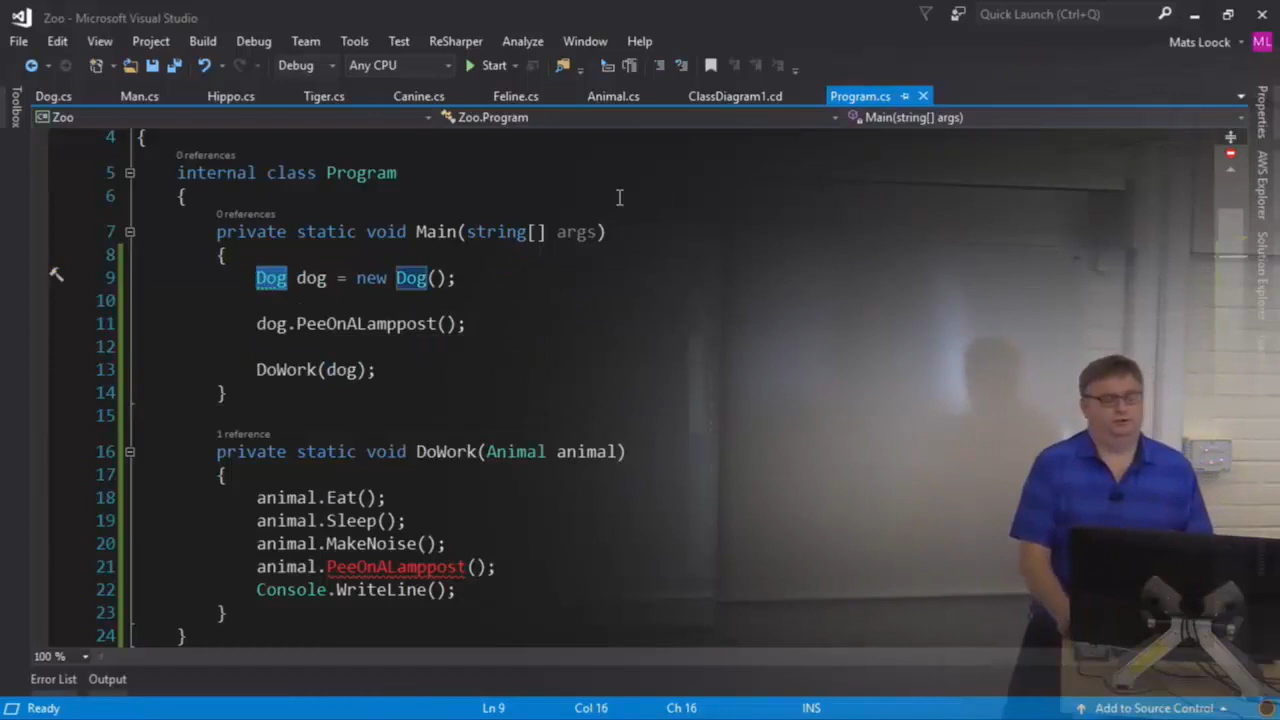 Zoo - Microsoft Visual Studio
Quick Launch (Ctrl+Q)
File Edit View Project Build Debug Team Tools Test ReSharper Analyze Window Help
Mats Loock ML
Debug Any CPU Start
Dog.cs Man.cs Hippo.cs Tiger.cs Canine.cs Feline.cs Animal.cs ClassDiagram1.cd Program.cs
Toolbox
Zoo Zoo.Program Main(string[] args)
Properties
AWS Explorer
Solution Explorer
4 {
0 references
5 internal class Program
6 {
0 references
7 private static void Main(string[] args)
8 {
9 Dog dog = new Dog();
10
11 dog.PeeOnALamppost();
12
13 DoWork(dog);
14 }
15
1 reference
16 private static void DoWork(Animal animal)
17 {
18 animal.Eat();
19 animal.Sleep();
20 animal.MakeNoise();
21 animal.PeeOnALamppost();
22 Console.WriteLine();
23 }
24 }
100 %
Error List Output
Ready Ln 9 Col 16 Ch 16 INS Add to Source Control